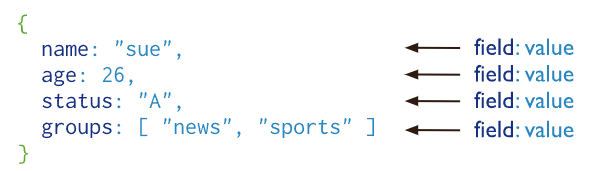 {
name: "sue", field: value
age: 26, field: value
status: "A", field: value
groups: [ "news", "sports" ] field: value
}